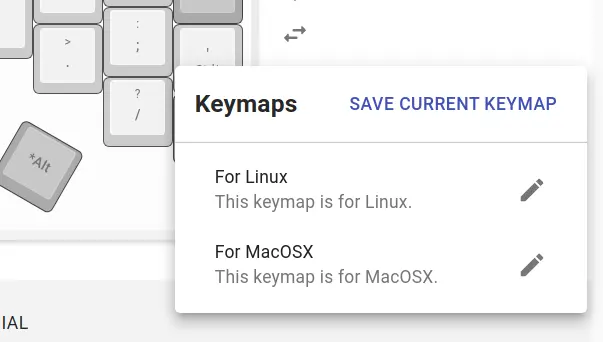 :
;
>
.
'
?
/
*Alt
Keymaps
SAVE CURRENT KEYMAP
For Linux
This keymap is for Linux.
For MacOSX
This keymap is for MacOSX.
IAL